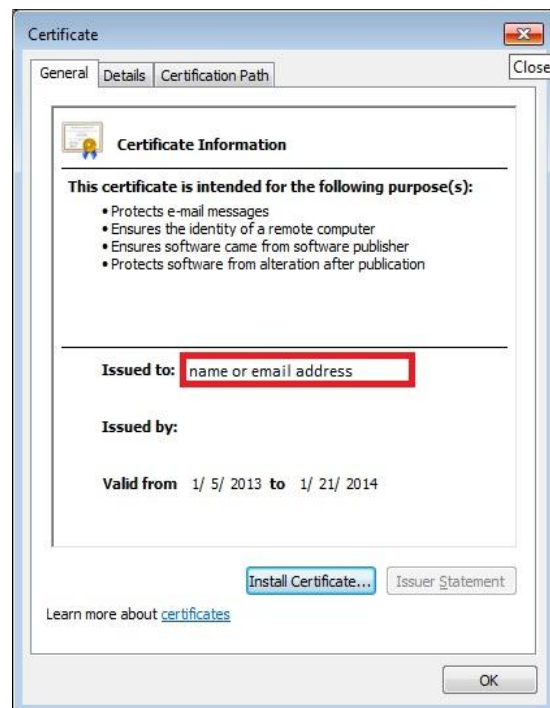 Certificate
Close
General Details Certification Path
Certificate Information
This certificate is intended for the following purpose(s):
• Protects e-mail messages
• Ensures the identity of a remote computer
• Ensures software came from software publisher
• Protects software from alteration after publication
Issued to: name or email address
Issued by:
Valid from 1/ 5/ 2013 to 1/ 21/ 2014
Install Certificate... Issuer Statement
Learn more about certificates
OK